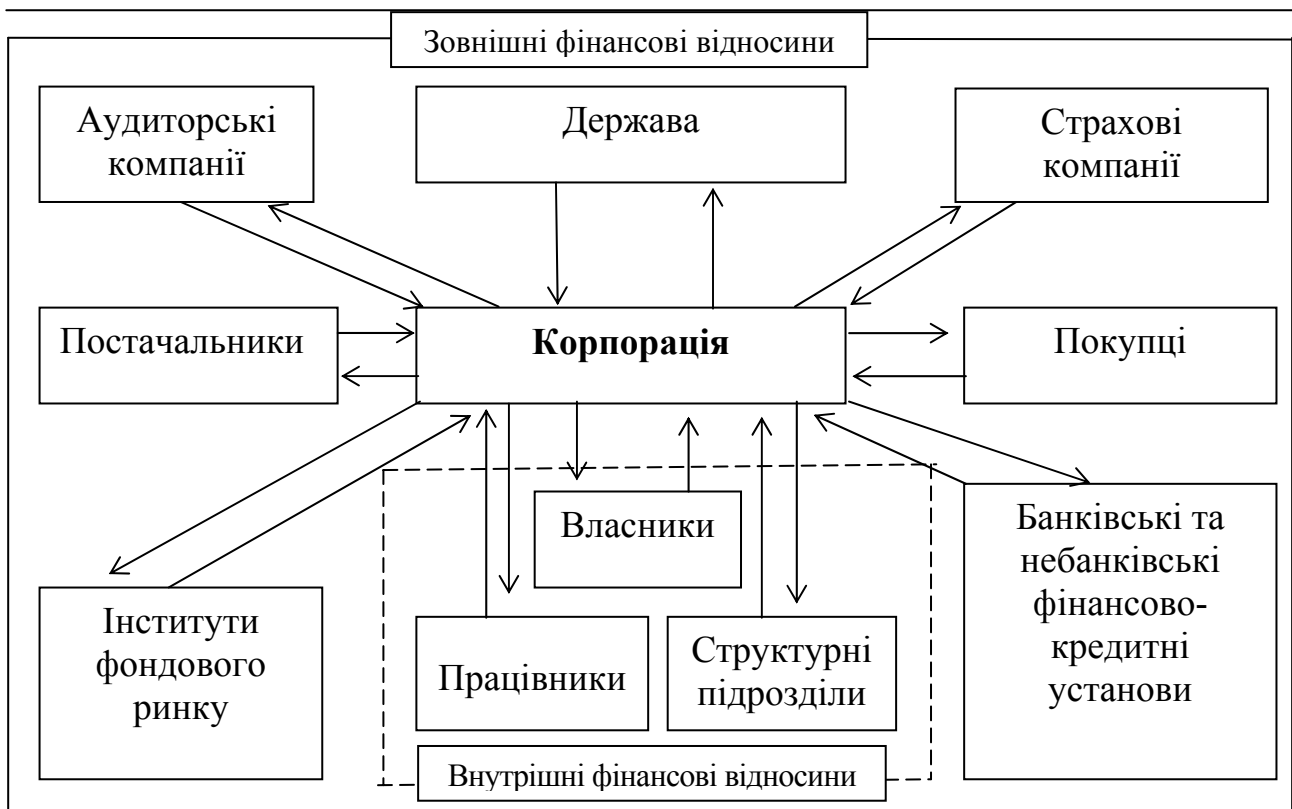 Зовнішні фінансові відносини
Аудиторські
компанії
Держава
Страхові
компанії
Постачальники
Корпорація
Покупці
Інститути
фондового
ринку
Власники
Працівники
Структурні
підрозділи
Банківські та
небанківські
фінансово-
кредитні
установи
Внутрішні фінансові відносини